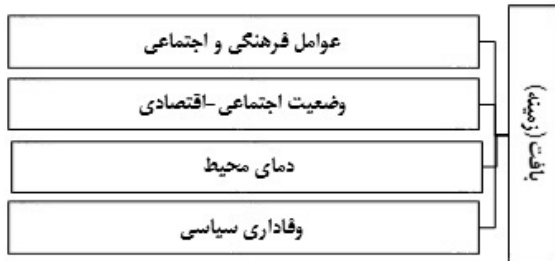 بافت (زمینه)
عوامل فرهنگی و اجتماعی
وضعیت اجتماعی-اقتصادی
دمای محیط
وفاداری سیاسی